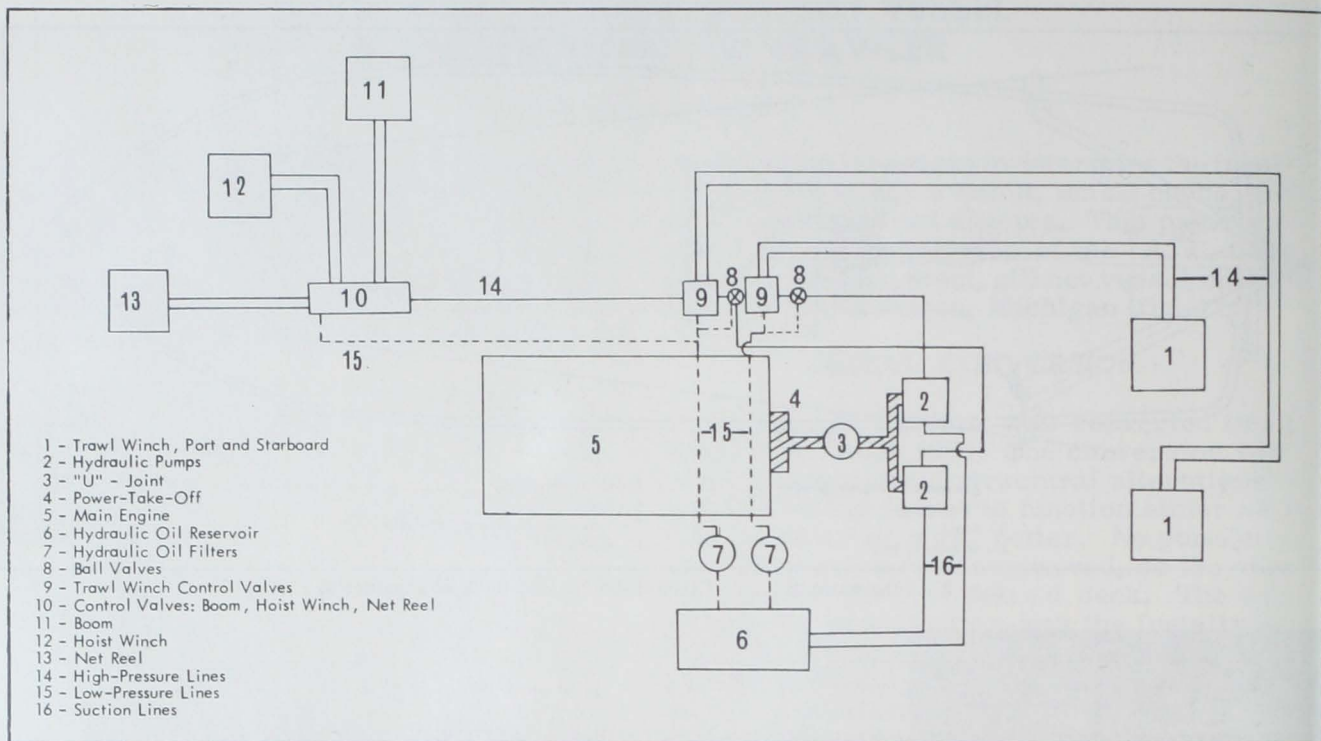 11
12
13
10
14
9
8
9
8
14
15
1
5
4
3
2
15
2
1
7
7
16
6
1 - Trawl Winch, Port and Starboard
2 - Hydraulic Pumps
3 - "U" - Joint
4 - Power-Take-Off
5 - Main Engine
6 - Hydraulic Oil Reservoir
7 - Hydraulic Oil Filters
8 - Ball Valves
9 - Trawl Winch Control Valves
10 - Control Valves: Boom, Hoist Winch, Net Reel
11 - Boom
12 - Hoist Winch
13 - Net Reel
14 - High-Pressure Lines
15 - Low-Pressure Lines
16 - Suction Lines